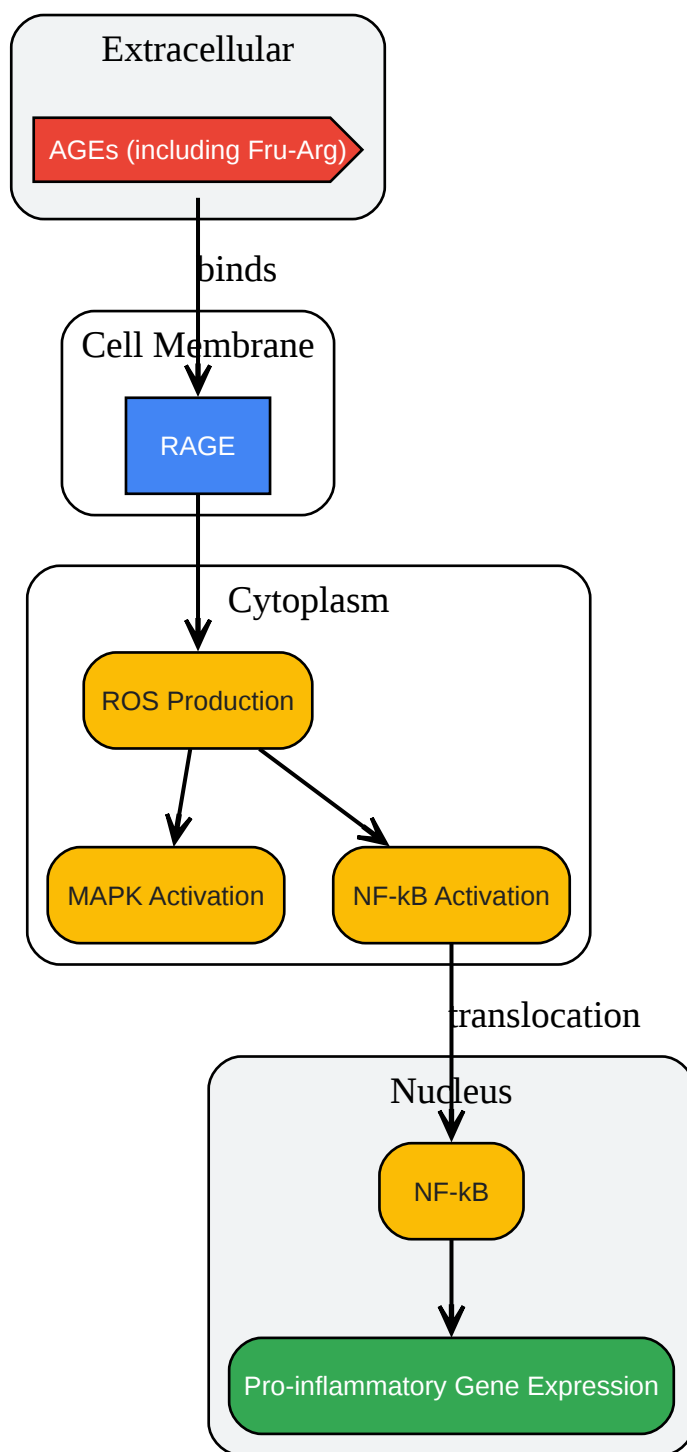 Extracellular
AGEs (including Fru-Arg)
binds
Cell Membrane
RAGE
Cytoplasm
ROS Production
MAPK Activation
NF-kB Activation
translocation
Nucleus
NF-kB
Pro-inflammatory Gene Expression